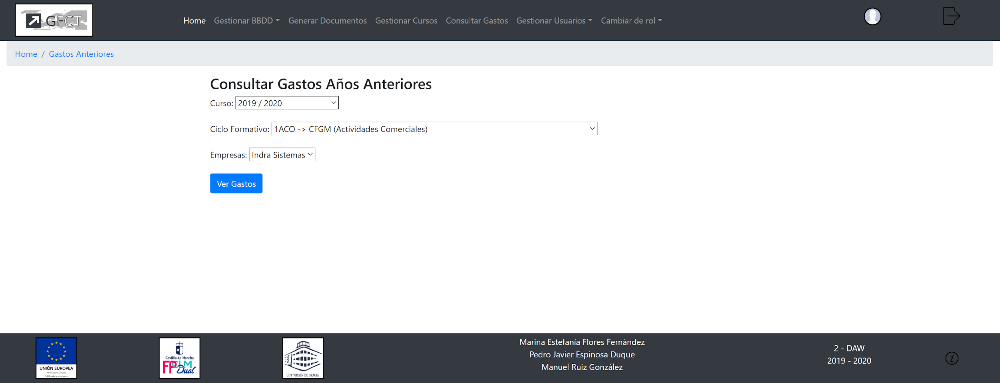 GFCT
Home Gestionar BBDD Generar Documentos Gestionar Cursos Consultar Gastos Gestionar Usuarios Cambiar de rol
Home / Gastos Anteriores
Consultar Gastos Años Anteriores
Curso: 2019 / 2020
Ciclo Formativo: 1ACO -> CFGM (Actividades Comerciales)
Empresas: Indra Sistemas
Ver Gastos
UNIÓN EUROPEA
Fondo Social Europeo
EL FSE invierte en tu futuro
Castilla-La Mancha
FPCLM
Dual
CIFP VIRGEN DE GRACIA
Marina Estefanía Flores Fernández
Pedro Javier Espinosa Duque
Manuel Ruiz González
2 - DAW
2019 - 2020
i